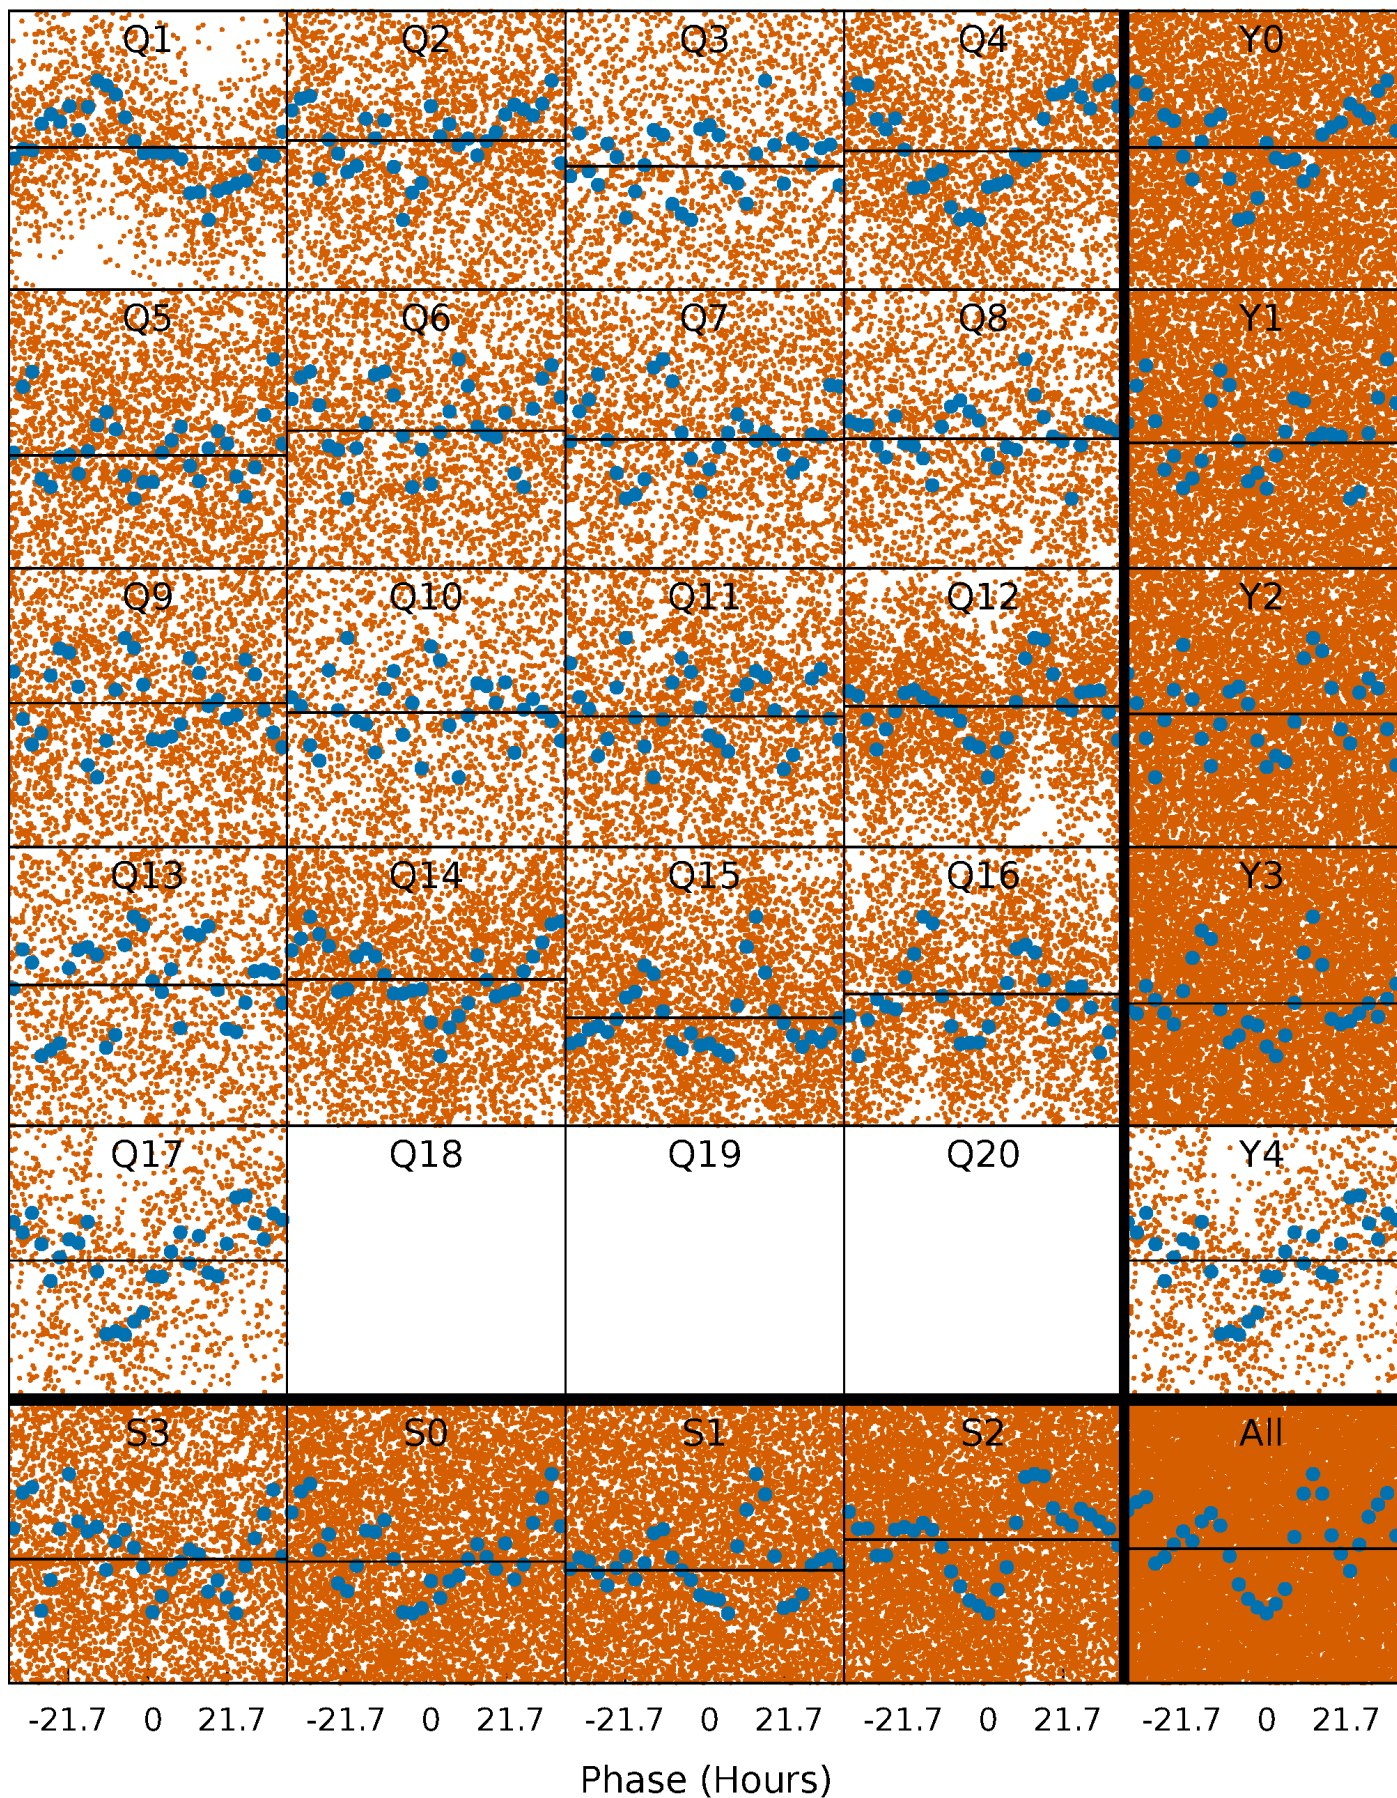 Q1 Q2 Q3 Q4 Y0
Q5 Q6 Q7 Q8 Y1
Q9 Q10 Q11 Q12 Y2
Q13 Q14 Q15 Q16 Y3
Q17 Q18 Q19 Q20 Y4
S3 S0 S1 S2 All
-21.7 0 21.7 -21.7 0 21.7 -21.7 0 21.7 -21.7 0 21.7 -21.7 0 21.7
Phase (Hours)